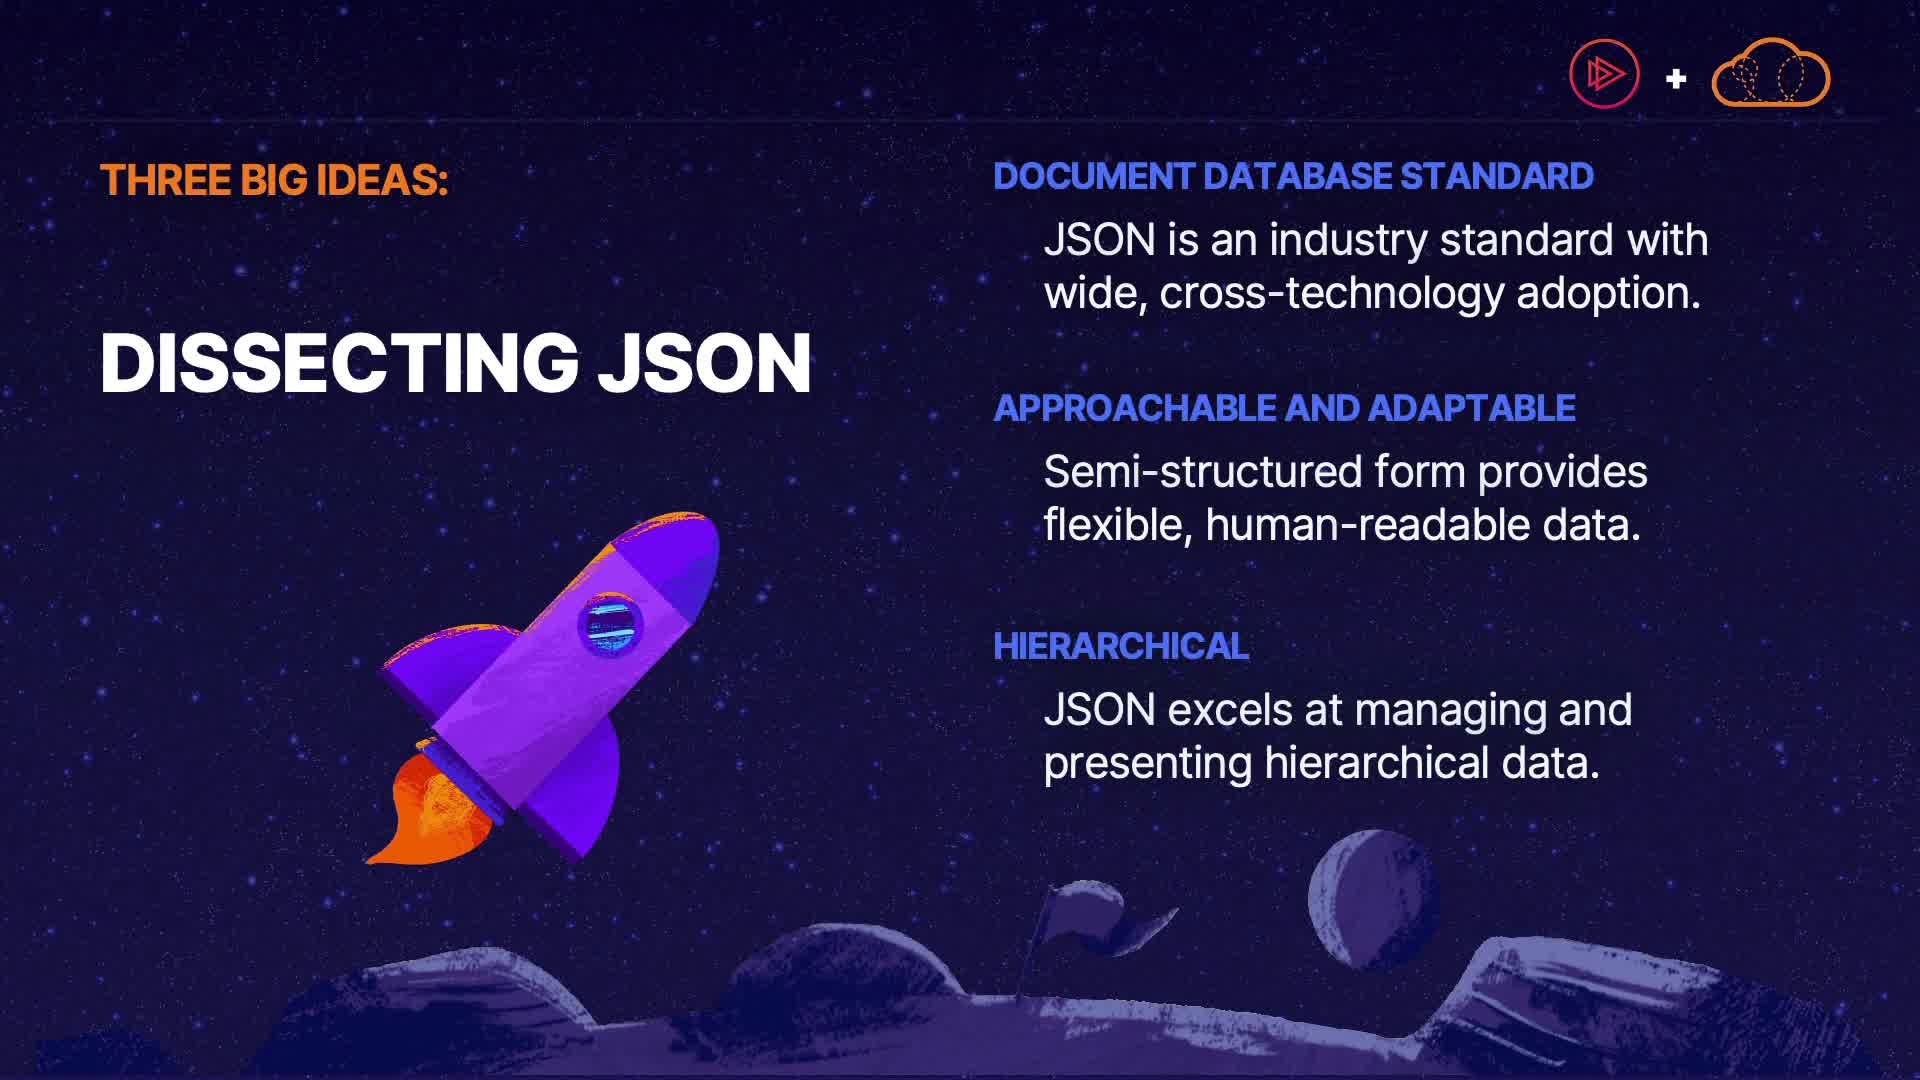 THREE BIG IDEAS:
DISSECTING JSON
DOCUMENT DATABASE STANDARD
JSON is an industry standard with
wide, cross-technology adoption.
APPROACHABLE AND ADAPTABLE
Semi-structured form provides
flexible, human-readable data.
HIERARCHICAL
JSON excels at managing and
presenting hierarchical data.